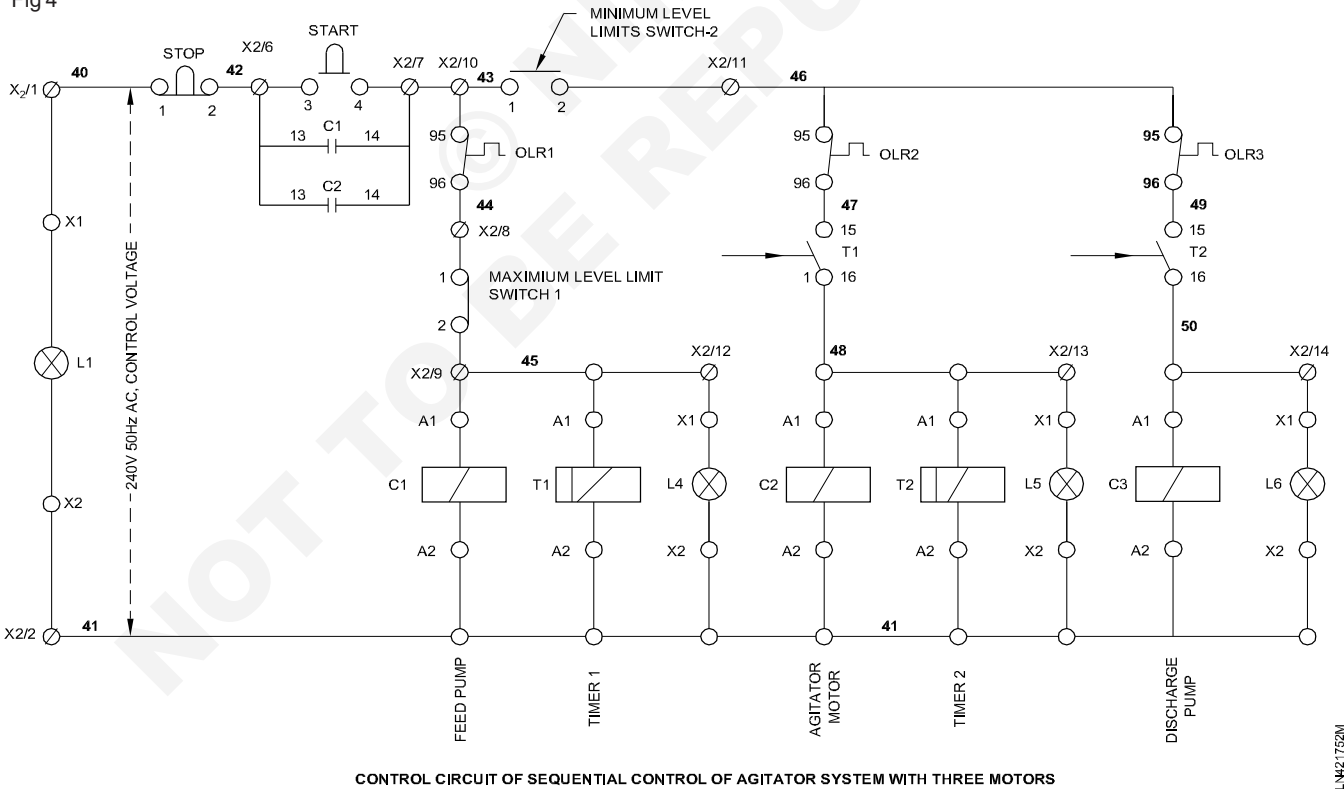 Fig 4
MINIMUM LEVEL
LIMITS SWITCH-2
START
STOP
X2/6
X2/7
X2/10
X2/11
40
42
43
46
X2/1
1
2
3
4
1
2
13
C1
14
13
C2
14
95
OLR1
96
95
OLR2
96
95
OLR3
96
44
47
49
X2/8
15
T1
1
16
15
T2
16
X1
1
MAXIMIUM LEVEL LIMIT
SWITCH 1
2
240V 50Hz AC, CONTROL VOLTAGE
L1
X2
X2/9
45
X2/12
48
X2/13
50
X2/14
A1
A1
X1
A1
A1
X1
A1
X1
C1
T1
L4
C2
T2
L5
C3
L6
A2
A2
X2
A2
A2
X2
A2
X2
X2/2
41
41
FEED PUMP
TIMER 1
AGITATOR
MOTOR
TIMER 2
DISCHARGE
PUMP
CONTROL CIRCUIT OF SEQUENTIAL CONTROL OF AGITATOR SYSTEM WITH THREE MOTORS